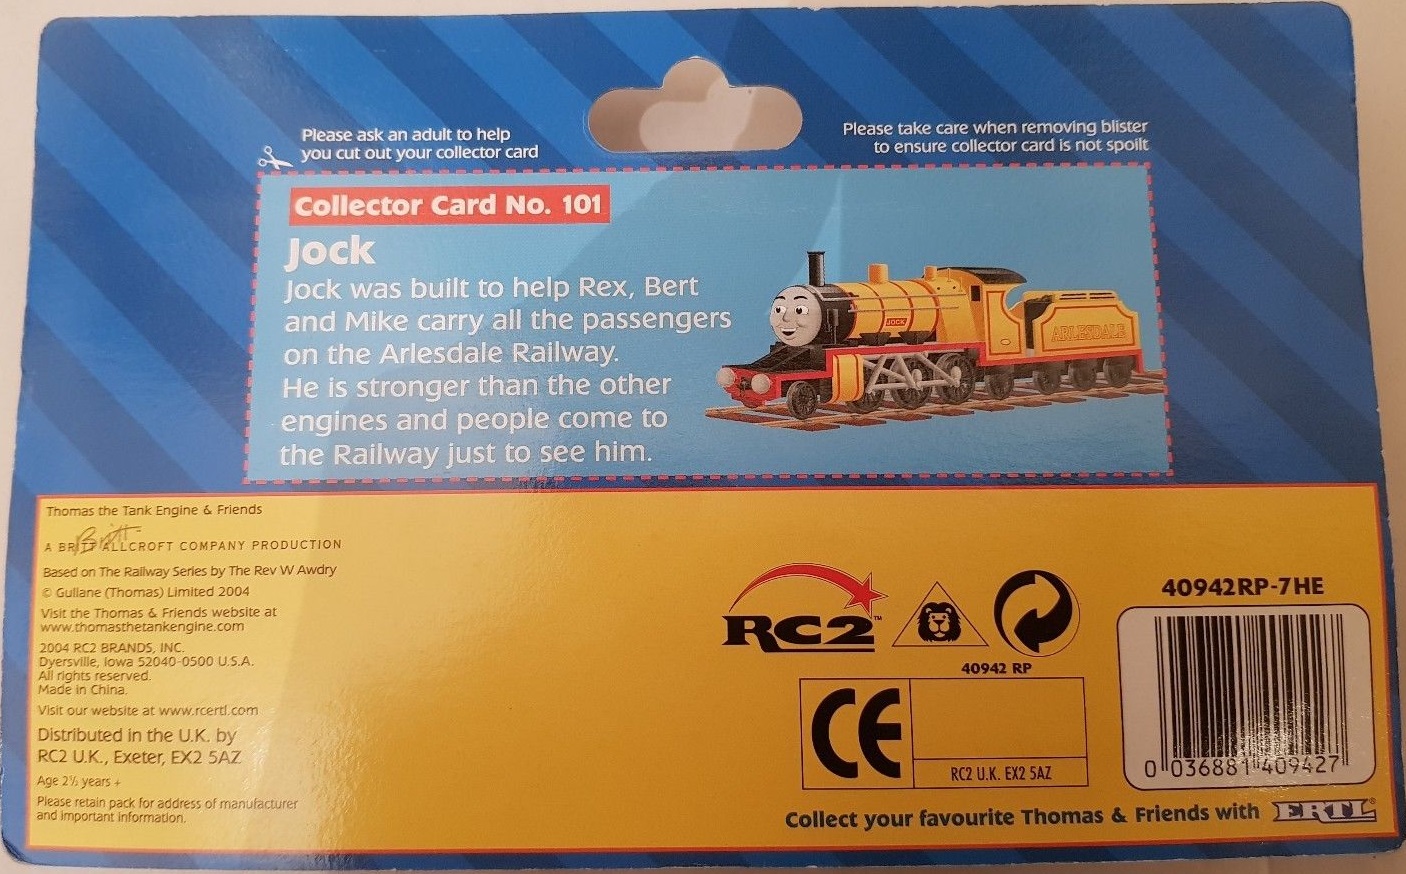 Please ask an adult to help
you cut out your collector card
Please take care when removing blister
to ensure collector card is not spoilt
Collector Card No. 101
Jock
Jock was built to help Rex, Bert
and Mike carry all the passengers
on the Arlesdale Railway.
He is stronger than the other
engines and people come to
the Railway just to see him.
JOCK
ARLESDALE
Thomas the Tank Engine & Friends
Britt
A BRITT ALLCROFT COMPANY PRODUCTION
Based on The Railway Series by The Rev W Awdry
© Gullane (Thomas) Limited 2004
Visit the Thomas & Friends website at
www.thomasthetankengine.com
2004 RC2 BRANDS, INC.
Dyersville, Iowa 52040-0500 U.S.A.
All rights reserved.
Made in China.
Visit our website at www.rcertl.com
Distributed in the U.K. by
RC2 U.K., Exeter, EX2 5AZ
Age 2½ years +
Please retain pack for address of manufacturer
and important information.
RC2™
40942 RP
CE
RC2 U.K. EX2 5AZ
40942RP-7HE
0 036881 409427
Collect your favourite Thomas & Friends with ERTL®